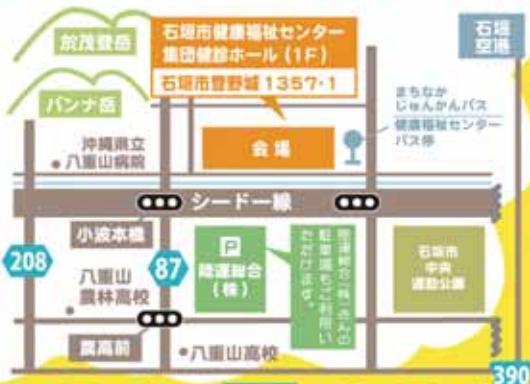 於茂登岳
バンナ岳
石垣市健康福祉センター
集団健診ホール（1F）
石垣市登野城1357-1
石垣
空港
まちなか
じゅんかんバス
健康福祉センター
バス停
会場
沖縄県立
八重山病院
シードー線
小波本橋
208
87
八重山
農林高校
P
陸運総合
（株）
陸運総合（株）さんの
駐車場もご利用い
ただけます。
石垣市
中央
運動公園
農高前
八重山高校
390